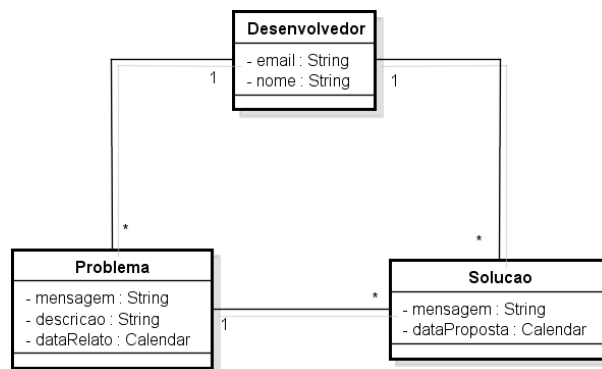 Desenvolvedor
- email : String
- nome : String
1
1
*
*
Problema
- mensagem : String
- descricao : String
- dataRelato : Calendar
1
*
Solucao
- mensagem : String
- dataProposta : Calendar